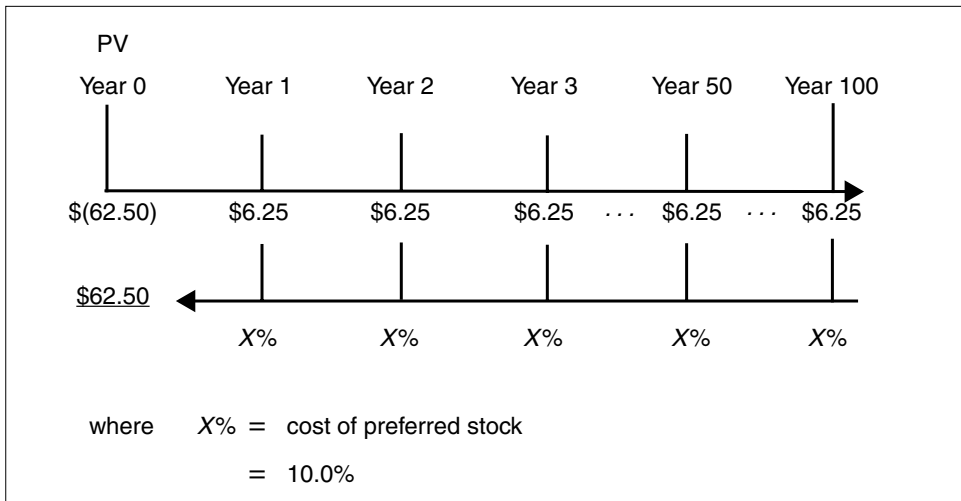 PV
Year 0 Year 1 Year 2 Year 3 Year 50 Year 100
$(62.50) $6.25 $6.25 $6.25 ... $6.25 ... $6.25
$62.50
X% X% X% X% X%
where X% = cost of preferred stock
= 10.0%